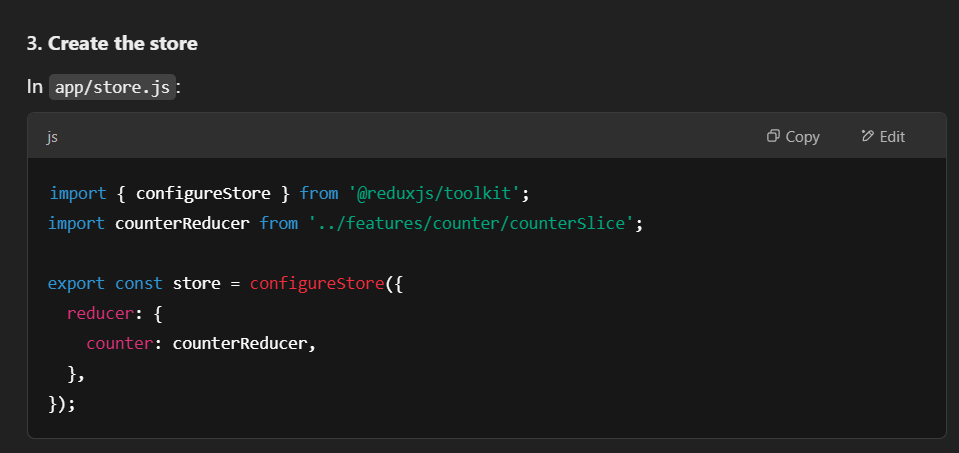 3. Create the store
In app/store.js:
js Copy Edit
import { configureStore } from '@reduxjs/toolkit';
import counterReducer from '../features/counter/counterSlice';

export const store = configureStore({
  reducer: {
    counter: counterReducer,
  },
});